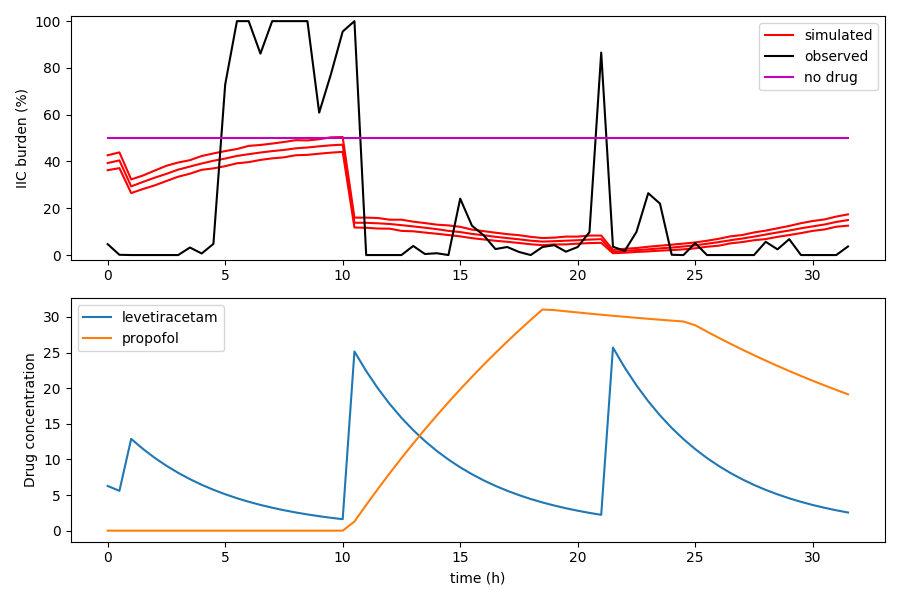 100
80
60
40
20
0
IIC burden (%)
simulated
observed
no drug
0 5 10 15 20 25 30
30
25
20
15
10
5
0
Drug concentration
levetiracetam
propofol
0 5 10 15 20 25 30
time (h)